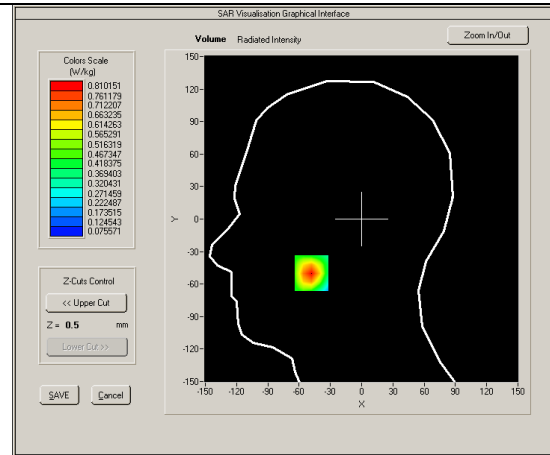 SAR Visualisation Graphical Interface
Volume Radiated Intensity
Zoom In/Out
Colors Scale
(W/kg)
0.810151
0.761179
0.712207
0.663235
0.614263
0.565291
0.516319
0.467347
0.418375
0.369403
0.320431
0.271459
0.222487
0.173515
0.124543
0.075571
Z-Cuts Control
<< Upper Cut
Z = 0.5 mm
Lower Cut >>
SAVE
Cancel
150
120
90
60
30
0
-30
-60
-90
-120
-150
Y
-150 -120 -90 -60 -30 0 30 60 90 120 150
X